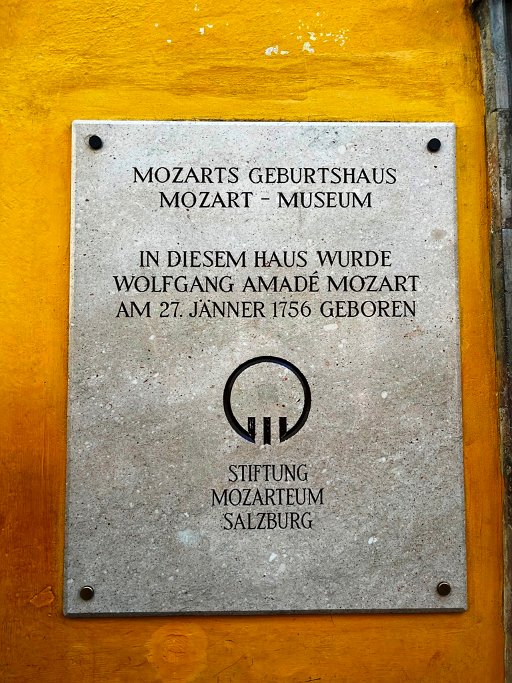 MOZARTS GEBURTSHAUS
MOZART - MUSEUM
IN DIESEM HAUS WURDE
WOLFGANG AMADÉ MOZART
AM 27. JÄNNER 1756 GEBOREN
STIFTUNG
MOZARTEUM
SALZBURG